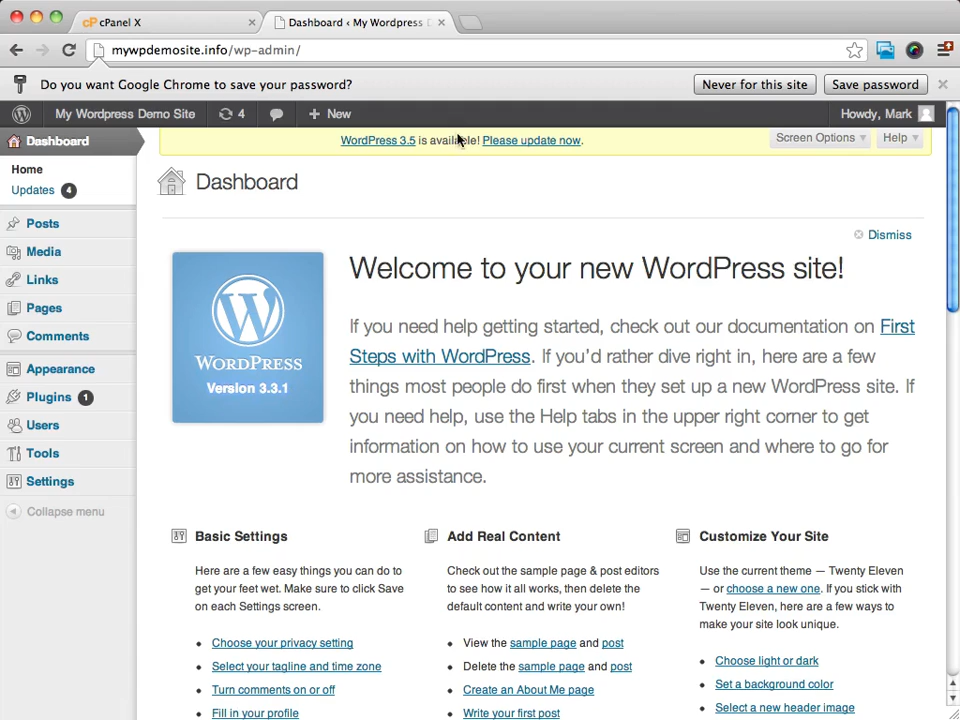 cP cPanel X
Dashboard ‹ My Wordpress D
mywpdemosite.info/wp-admin/
Do you want Google Chrome to save your password?
Never for this site
Save password
My Wordpress Demo Site
4
+ New
Howdy, Mark
Dashboard
WordPress 3.5 is available! Please update now.
Screen Options
Help
Home
Updates 4
Dashboard
Posts
Dismiss
Media
Links
Pages
Comments
Appearance
Plugins 1
Users
Tools
Settings
Collapse menu
WORDPRESS
Version 3.3.1
Welcome to your new WordPress site!
If you need help getting started, check out our documentation on First
Steps with WordPress. If you’d rather dive right in, here are a few
things most people do first when they set up a new WordPress site. If
you need help, use the Help tabs in the upper right corner to get
information on how to use your current screen and where to go for
more assistance.
Basic Settings
Here are a few easy things you can do to
get your feet wet. Make sure to click Save
on each Settings screen.
• Choose your privacy setting
• Select your tagline and time zone
• Turn comments on or off
• Fill in your profile
Add Real Content
Check out the sample page & post editors
to see how it all works, then delete the
default content and write your own!
• View the sample page and post
• Delete the sample page and post
• Create an About Me page
• Write your first post
Customize Your Site
Use the current theme — Twenty Eleven
— or choose a new one. If you stick with
Twenty Eleven, here are a few ways to
make your site look unique.
• Choose light or dark
• Set a background color
• Select a new header image